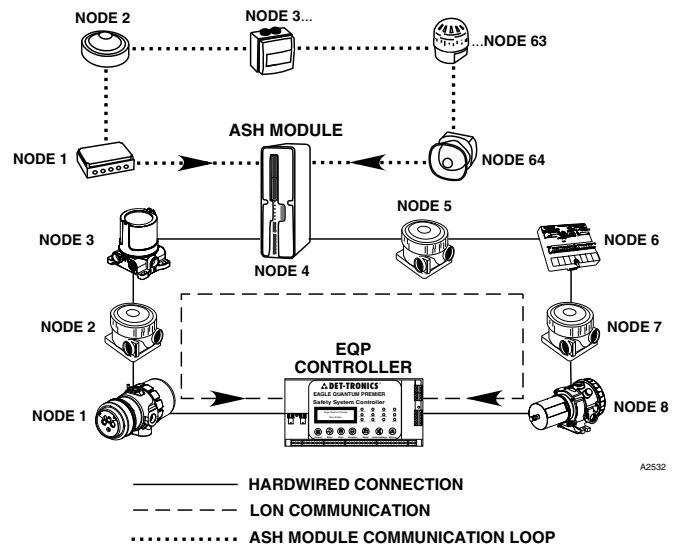 NODE 2
NODE 3...
...NODE 63
ASH MODULE
NODE 1
NODE 64
NODE 5
NODE 3
NODE 4
NODE 6
NODE 2
NODE 7
EQP
CONTROLLER
DET-TRONICS
EAGLE QUANTUM PREMIER
Safety System Controller
NODE 1
NODE 8
A2532
HARDWIRED CONNECTION
LON COMMUNICATION
ASH MODULE COMMUNICATION LOOP